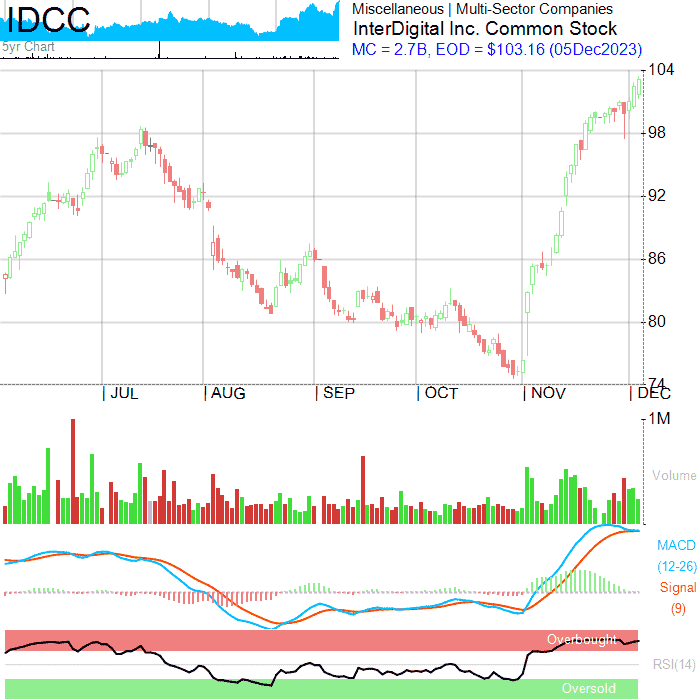 IDCC
5yr Chart
Miscellaneous | Multi-Sector Companies
InterDigital Inc. Common Stock
MC = 2.7B, EOD = $103.16 (05Dec2023)
104
98
92
86
80
74
| JUL | AUG | SEP | OCT | NOV | DEC
1M
Volume
MACD
(12-26)
Signal
(9)
Overbought
RSI(14)
Oversold